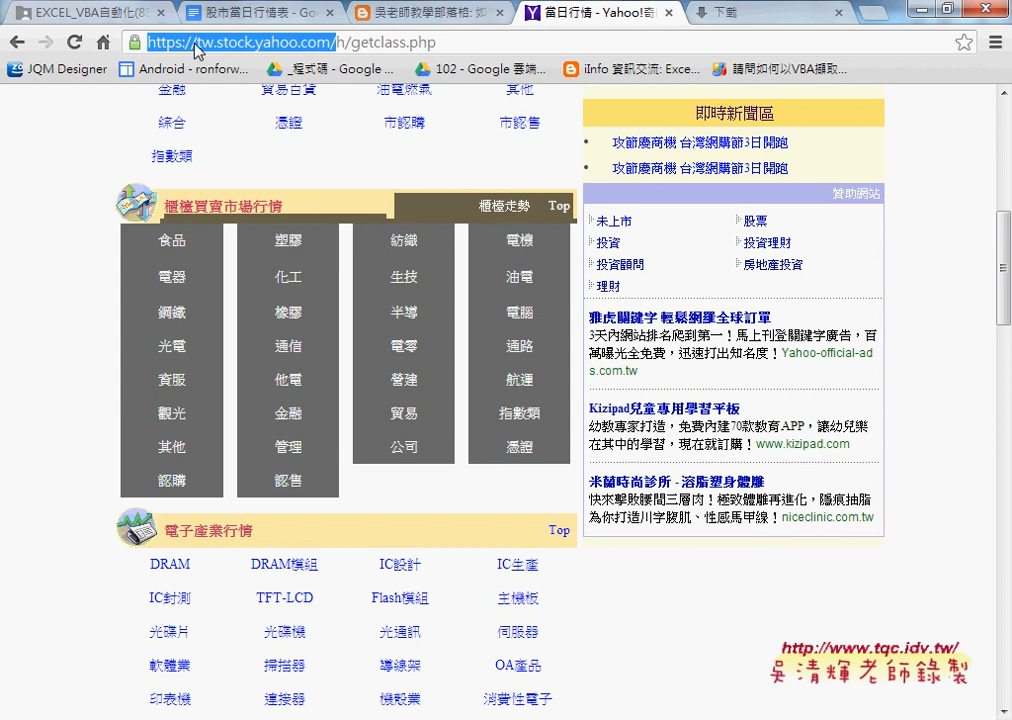 EXCEL_VBA自動化(83
股市當日行情表 - Go
吳老師教學部落格: 如
當日行情 - Yahoo!奇
下載
https://tw.stock.yahoo.com/h/getclass.php
JQM Designer
Android - ronforw...
_程式碼 - Google ...
102 - Google 雲端...
iInfo 資訊交流: Exce...
請問如何以VBA擷取...
金融 貿易百貨 油電燃氣 其他
綜合 憑證 市認購 市認售
指數類
櫃檯買賣市場行情 櫃檯走勢 Top
食品 塑膠 紡織 電機
電器 化工 生技 油電
鋼鐵 橡膠 半導 電腦
光電 通信 電零 通路
資服 他電 營建 航運
觀光 金融 貿易 指數類
其他 管理 公司 憑證
認購 認售
電子產業行情 Top
DRAM DRAM模組 IC設計 IC生產
IC封測 TFT-LCD Flash模組 主機板
光碟片 光碟機 光通訊 伺服器
軟體業 掃描器 導線架 OA產品
印表機 連接器 機殼業 消費性電子
即時新聞區
攻節慶商機 台灣網購節3日開跑
攻節慶商機 台灣網購節3日開跑
贊助網站
未上市 股票
投資 投資理財
投資顧問 房地產投資
理財
雅虎關鍵字 輕鬆網羅全球訂單
3天內網站排名爬到第一！馬上刊登關鍵字廣告，百
萬曝光全免費，迅速打出知名度！Yahoo-official-ad
s.com.tw
Kizipad兒童專用學習平板
幼教專家打造，免費內建70款教育APP，讓幼兒樂
在其中的學習，現在就訂購！www.kizipad.com
米蘭時尚診所 - 溶脂塑身體雕
快來擊敗腰間三層肉！極致體雕再進化，隱痕抽脂
為你打造川字腹肌、性感馬甲線！niceclinic.com.tw
http://www.tqc.idv.tw/
吳清輝老師錄製